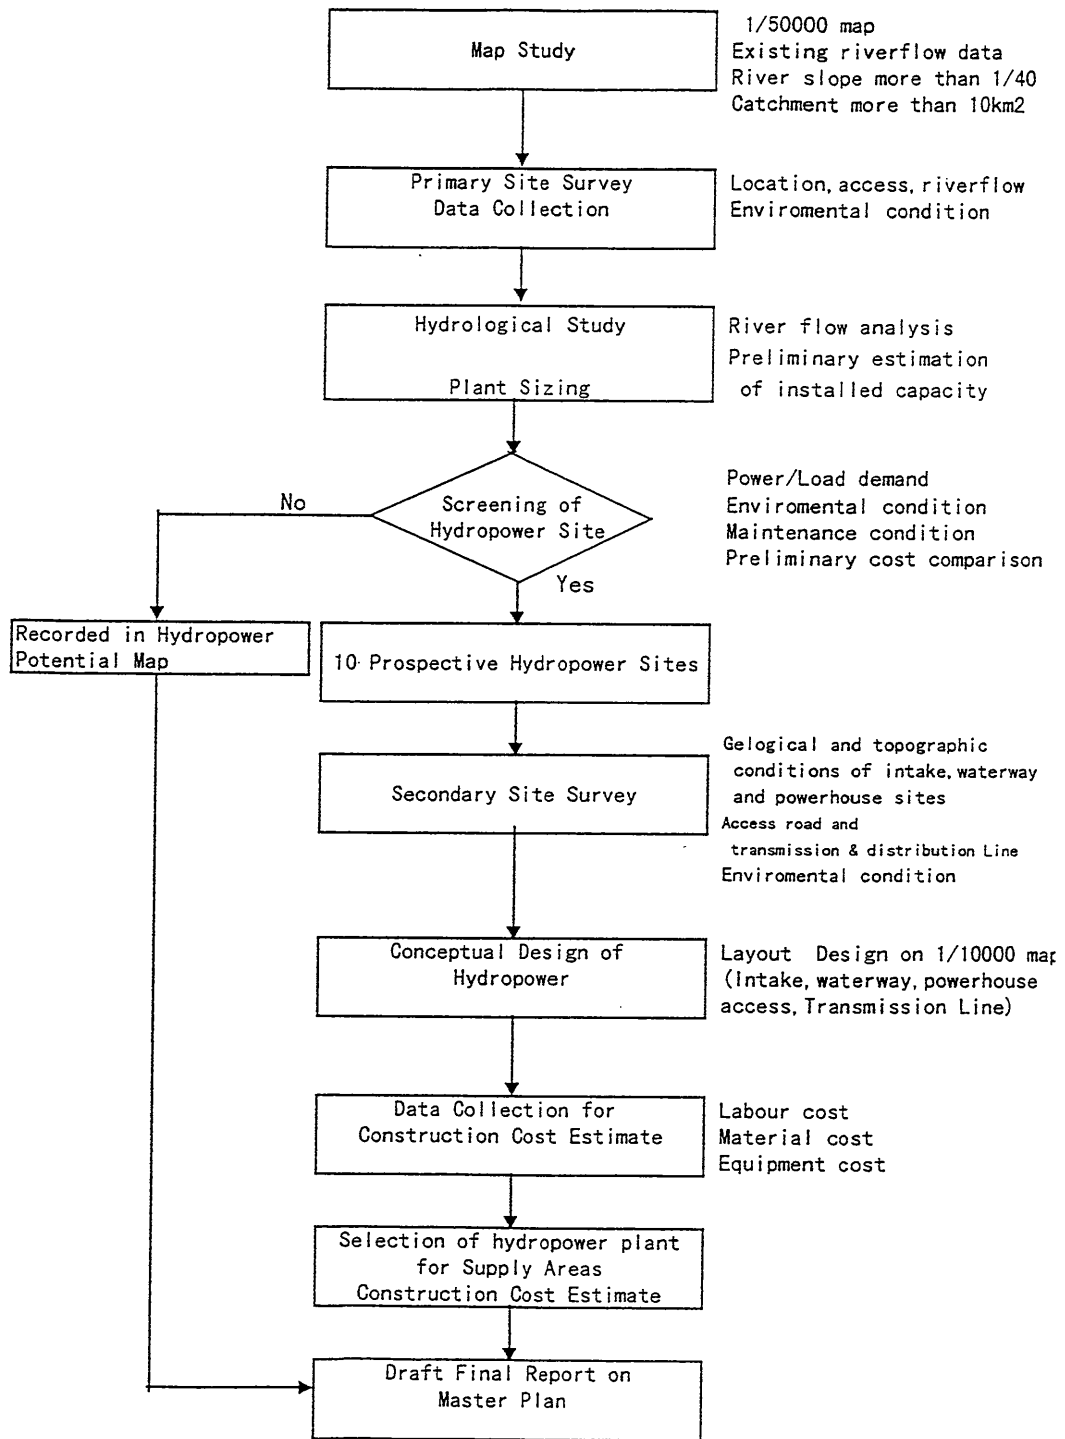 Map Study
1/50000 map
Existing riverflow data
River slope more than 1/40
Catchment more than 10km2
Primary Site Survey
Data Collection
Location, access, riverflow
Enviromental condition
Hydrological Study
Plant Sizing
River flow analysis
Preliminary estimation
of installed capacity
Screening of
Hydropower Site
No
Yes
Power/Load demand
Enviromental condition
Maintenance condition
Preliminary cost comparison
Recorded in Hydropower
Potential Map
10 Prospective Hydropower Sites
Secondary Site Survey
Gelogical and topographic
conditions of intake, waterway
and powerhouse sites
Access road and
transmission & distribution Line
Enviromental condition
Conceptual Design of
Hydropower
Layout Design on 1/10000 map
(Intake, waterway, powerhouse
access, Transmission Line)
Data Collection for
Construction Cost Estimate
Labour cost
Material cost
Equipment cost
Selection of hydropower plant
for Supply Areas
Construction Cost Estimate
Draft Final Report on
Master Plan